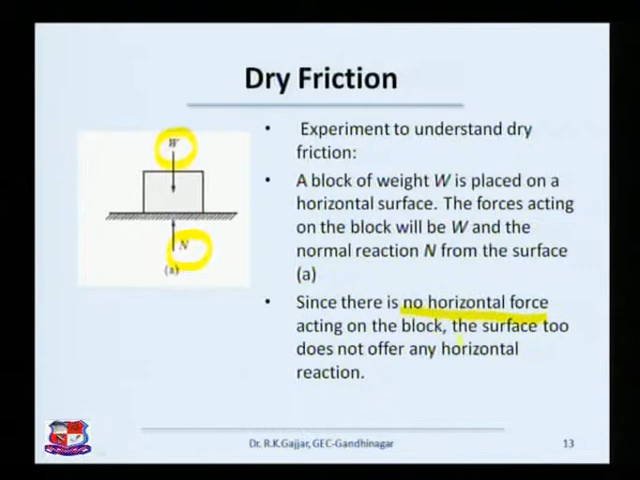 Dry Friction
W
N
(a)
• Experiment to understand dry
friction:
• A block of weight W is placed on a
horizontal surface. The forces acting
on the block will be W and the
normal reaction N from the surface
(a)
• Since there is no horizontal force
acting on the block, the surface too
does not offer any horizontal
reaction.
Dr. R.K.Gajjar, GEC-Gandhinagar
13